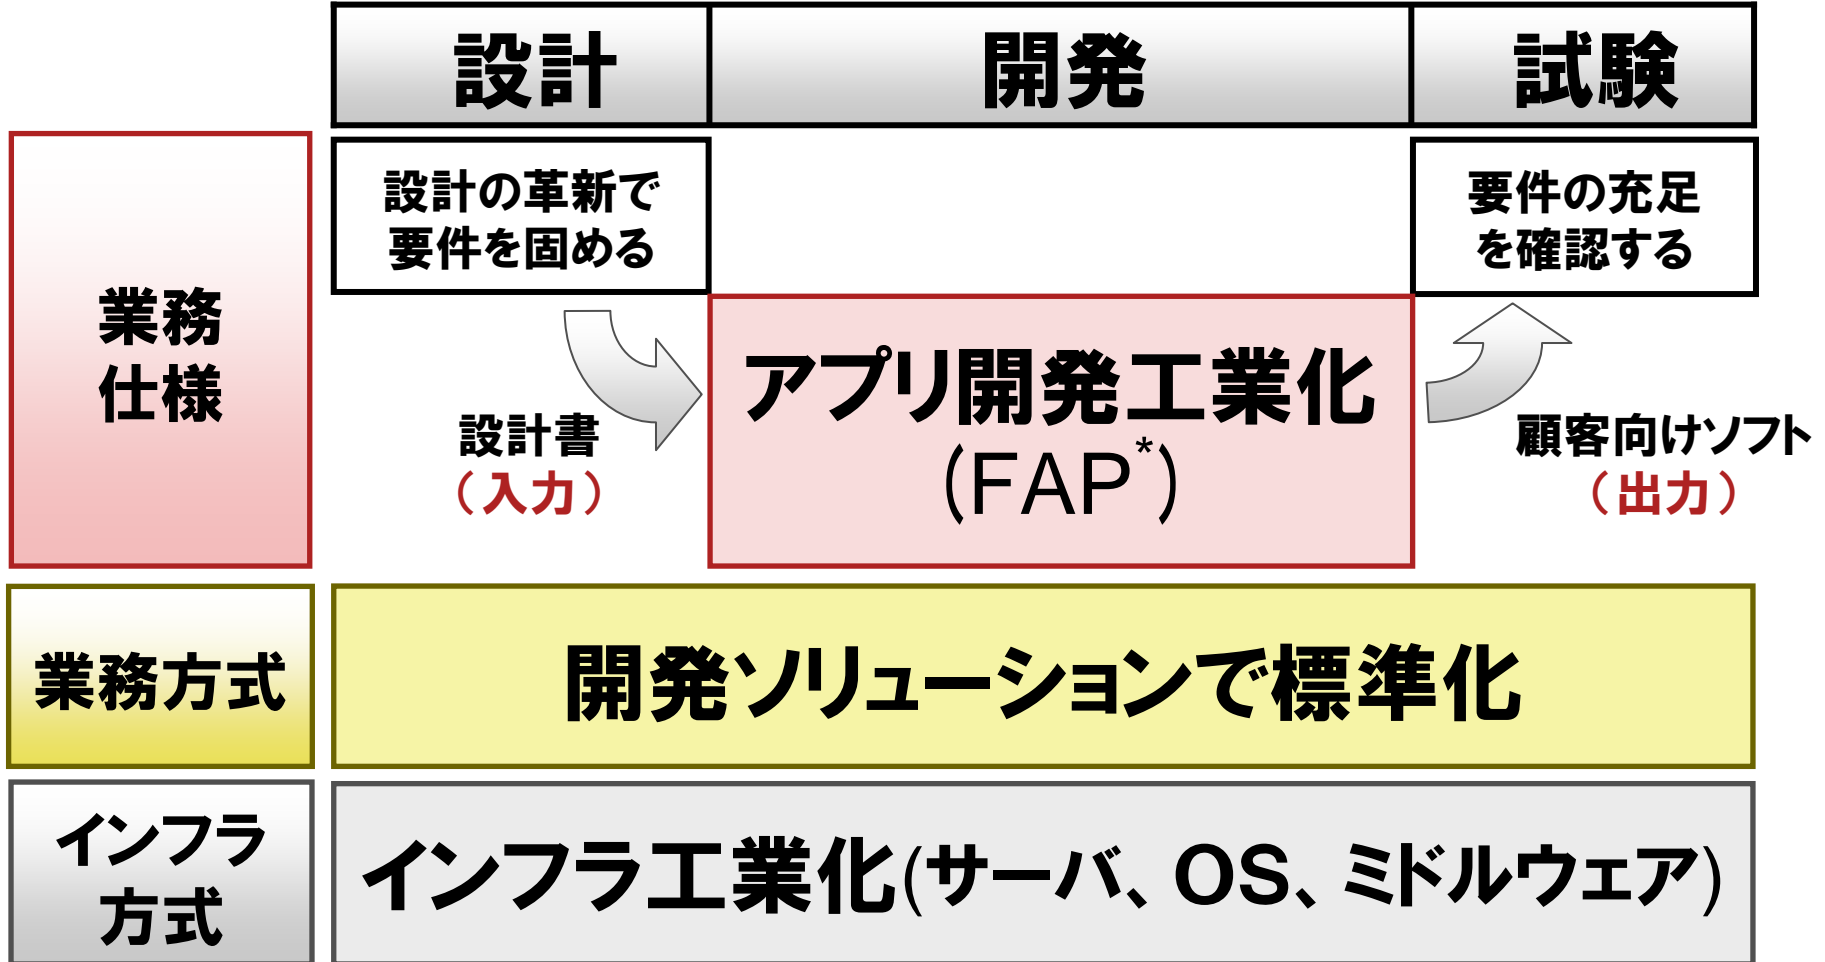 設計
開発
試験
業務
仕様
設計の革新で
要件を固める
要件の充足
を確認する
設計書
(入力)
アプリ開発工業化
(FAP*)
顧客向けソフト
(出力)
業務方式
開発ソリューションで標準化
インフラ
方式
インフラ工業化(サーバ、OS、ミドルウェア)